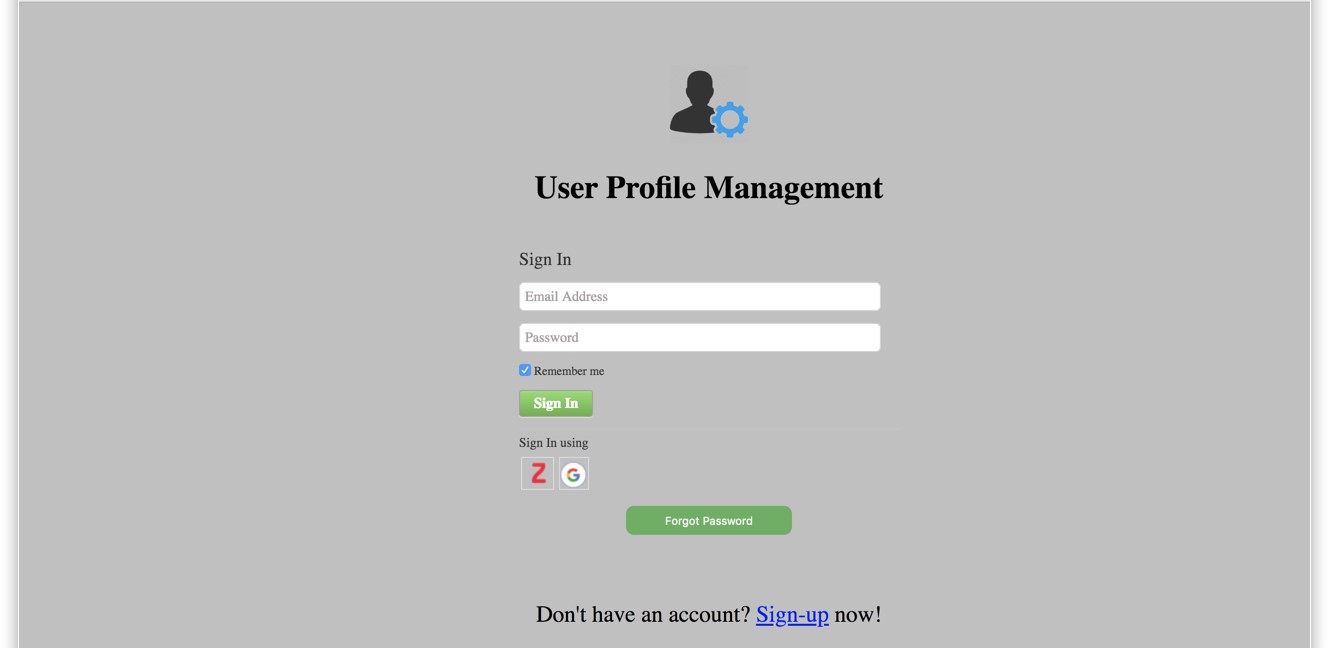 User Profile Management
Sign In
Email Address
Password
Remember me
Sign In
Sign In using
Z G
Forgot Password
Don't have an account? Sign-up now!